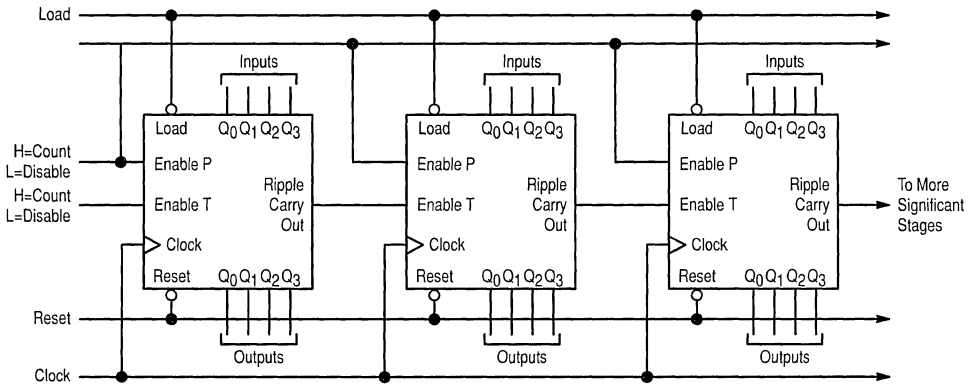 Load
Inputs
Inputs
Inputs
Load
Q0 Q1 Q2 Q3
Load
Q0 Q1 Q2 Q3
Load
Q0 Q1 Q2 Q3
H=Count
L=Disable
Enable P
Enable P
Enable P
H=Count
L=Disable
Enable T
Ripple
Carry
Out
Enable T
Ripple
Carry
Out
Enable T
Ripple
Carry
Out
To More
Significant
Stages
Clock
Clock
Clock
Reset
Q0 Q1 Q2 Q3
Reset
Q0 Q1 Q2 Q3
Reset
Q0 Q1 Q2 Q3
Reset
Outputs
Outputs
Outputs
Clock